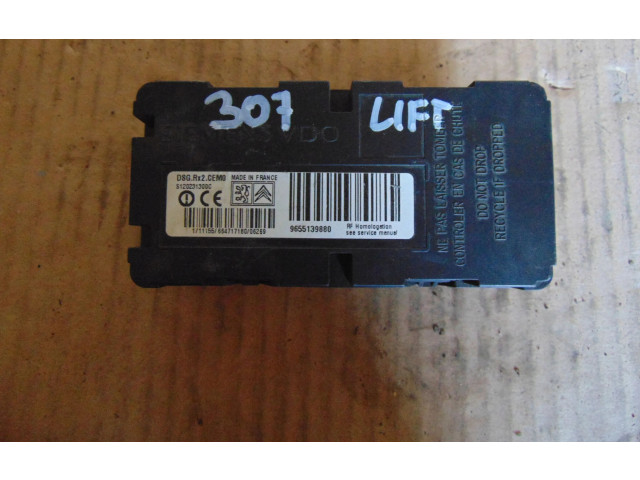 307 LIFT
VDO
DSG.Rx2.CEM0 MADE IN FRANCE
S120231300C
CE
9655139880
RF Homologation
see service manual
NE PAS LAISSER TOMBER
CONTROLER EN CAS DE CHUTE
DO NOT DROP
RECYCLE IF DROPPED